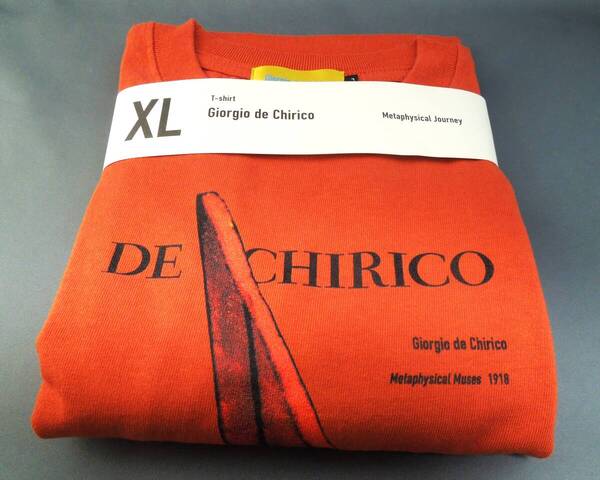 XL
T-shirt
Giorgio de Chirico
Metaphysical Journey
DE CHIRICO
Giorgio de Chirico
Metaphysical Muses 1918